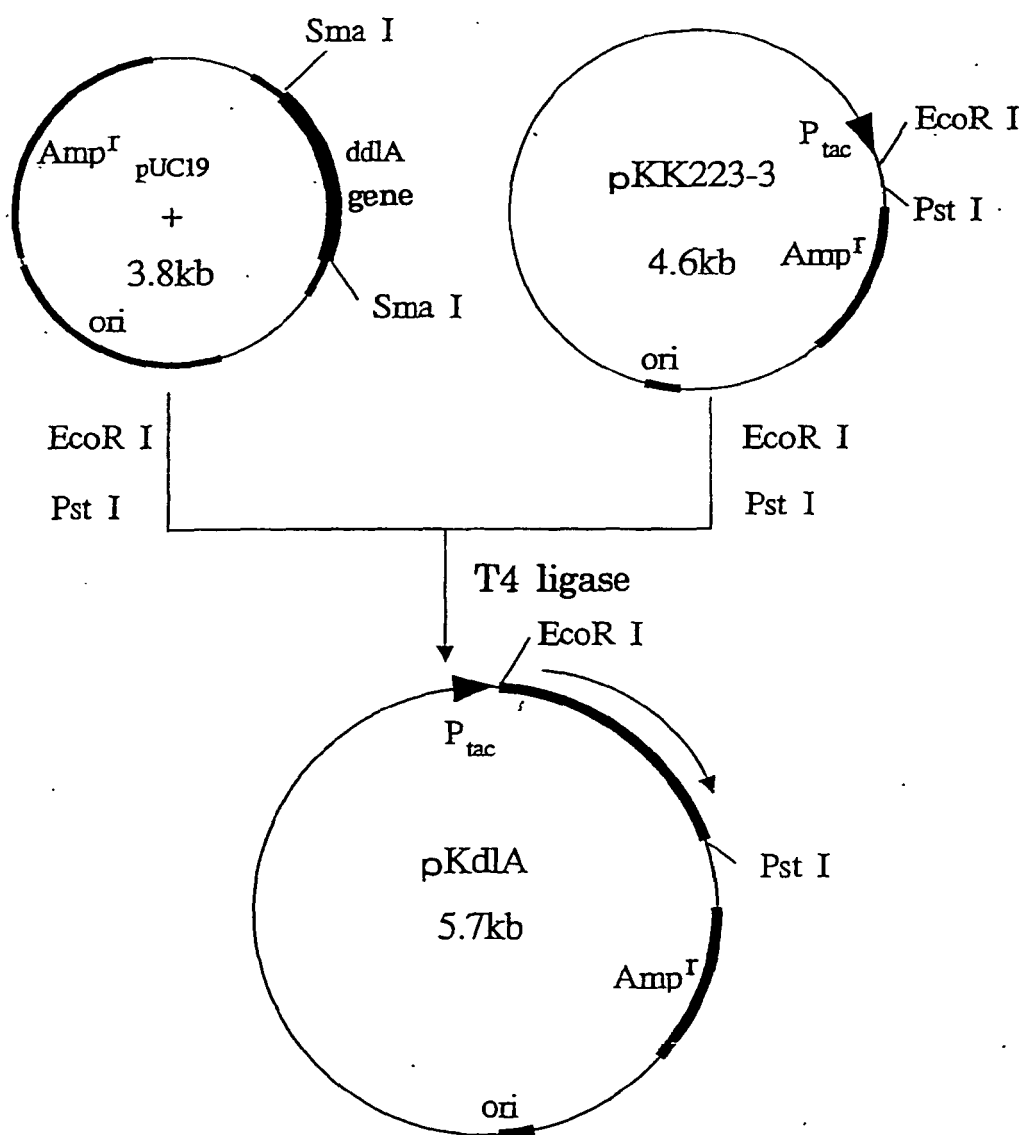 Sma I
Amp^r
pUC19
+
3.8kb
ddlA
gene
ori
Sma I
P_tac
EcoR I
pKK223-3
Pst I
4.6kb
Amp^r
ori
EcoR I
Pst I
EcoR I
Pst I
T4 ligase
EcoR I
P_tac
pKdlA
5.7kb
Pst I
Amp^r
ori